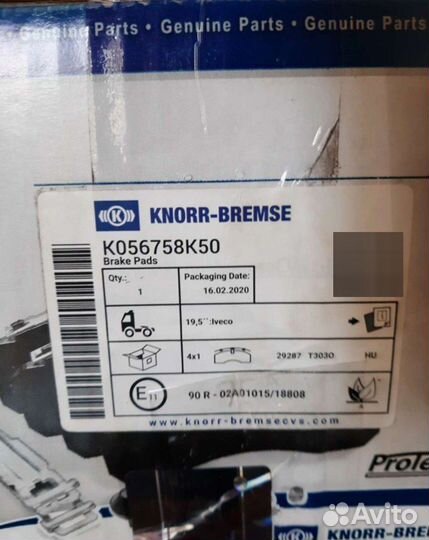 Genuine Parts - Genuine Parts - Genuine Parts
KNORR-BREMSE
K056758K50
Brake Pads
Qty.:
1
Packaging Date:
16.02.2020
19,5``:Iveco
4x1
29287 T3030
NU
E11
90 R - 02A01015/18808
A
www.knorr-bremsecvs.com
ProTe
KNORR-BREM
Avito